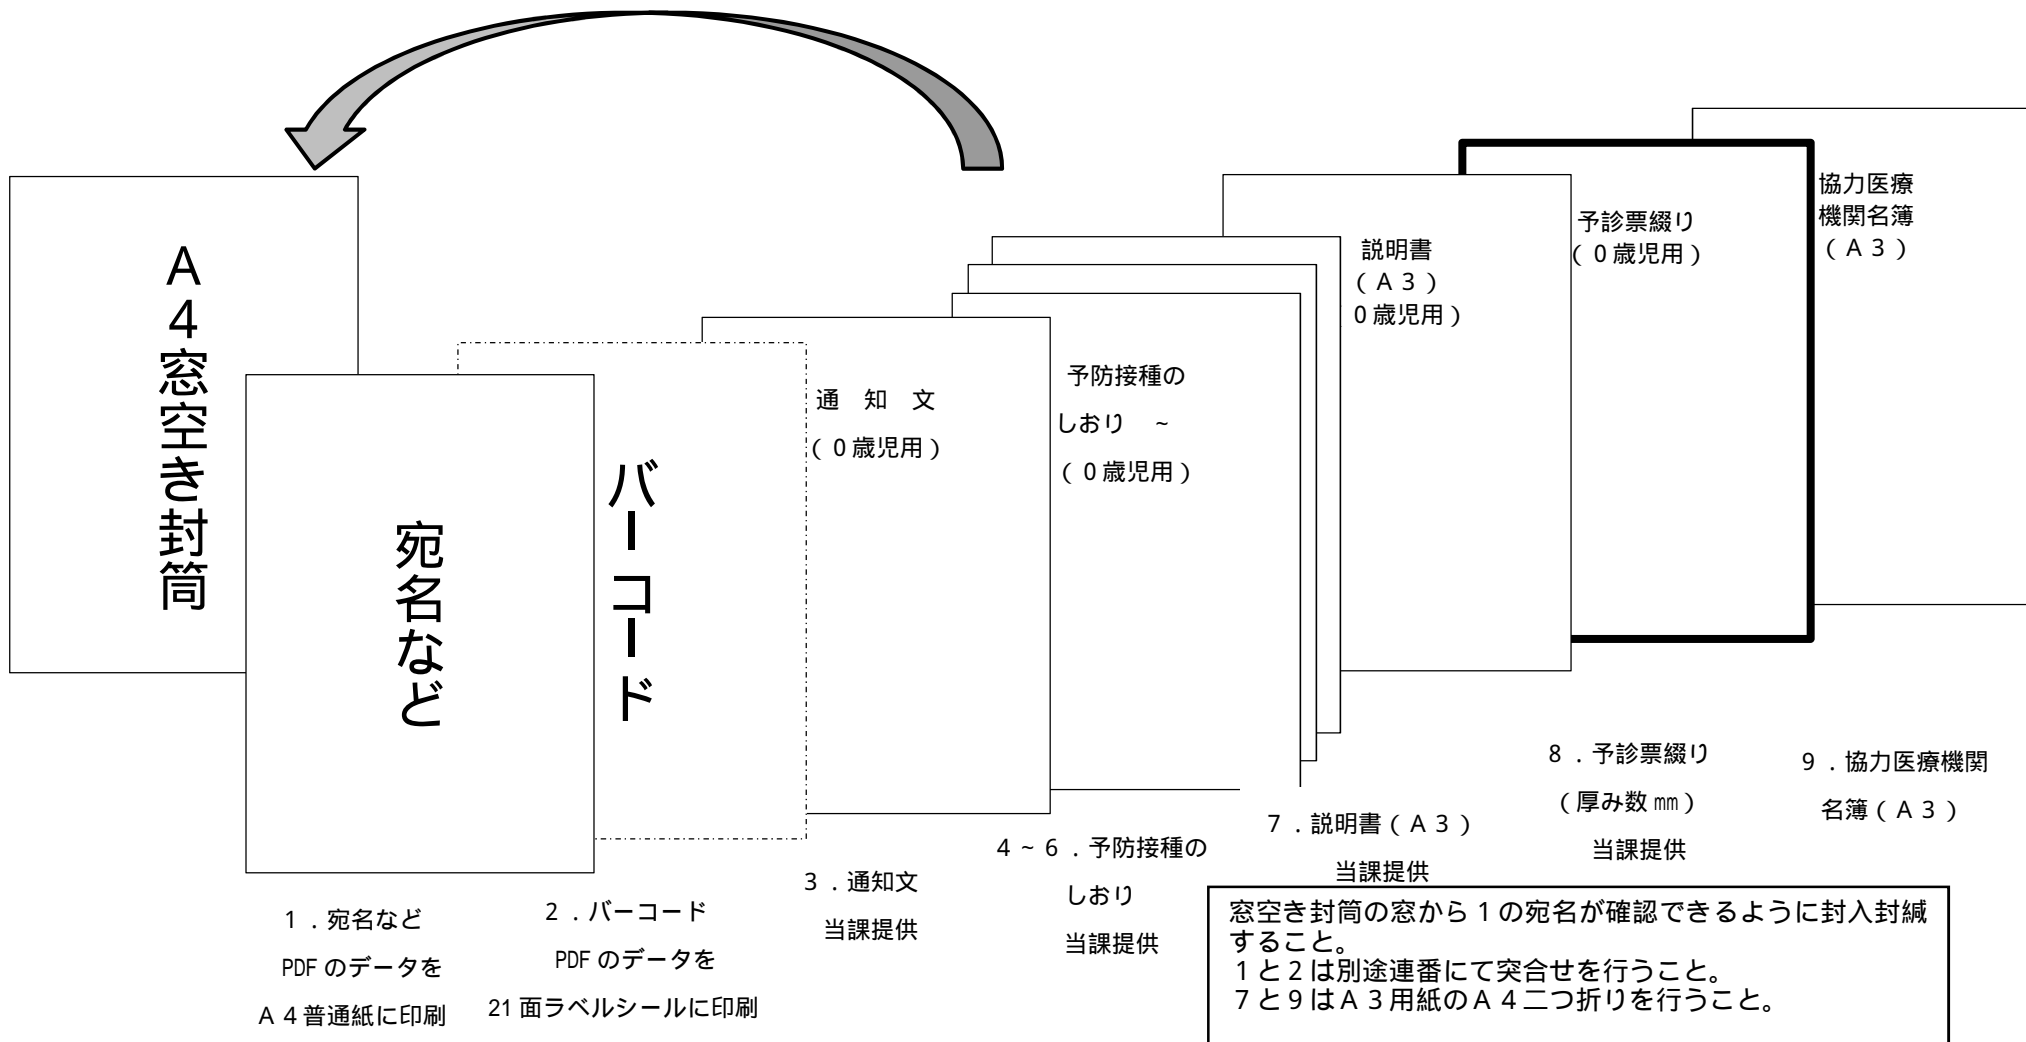 A4窓空き封筒
宛名など
バーコード
通　知　文
（０歳児用）
予防接種の
しおり　~
（０歳児用）
説明書
（Ａ３）
０歳児用）
予診票綴り
（０歳児用）
協力医療
機関名簿
（Ａ３）
１．宛名など
PDFのデータを
Ａ４普通紙に印刷
２．バーコード
PDFのデータを
21面ラベルシールに印刷
３．通知文
当課提供
４~６．予防接種の
しおり
当課提供
７．説明書（Ａ３）
当課提供
８．予診票綴り
（厚み数㎜）
当課提供
９．協力医療機関
名簿（Ａ３）
窓空き封筒の窓から１の宛名が確認できるように封入封緘
すること。
１と２は別途連番にて突合せを行うこと。
７と９はＡ３用紙のＡ４二つ折りを行うこと。